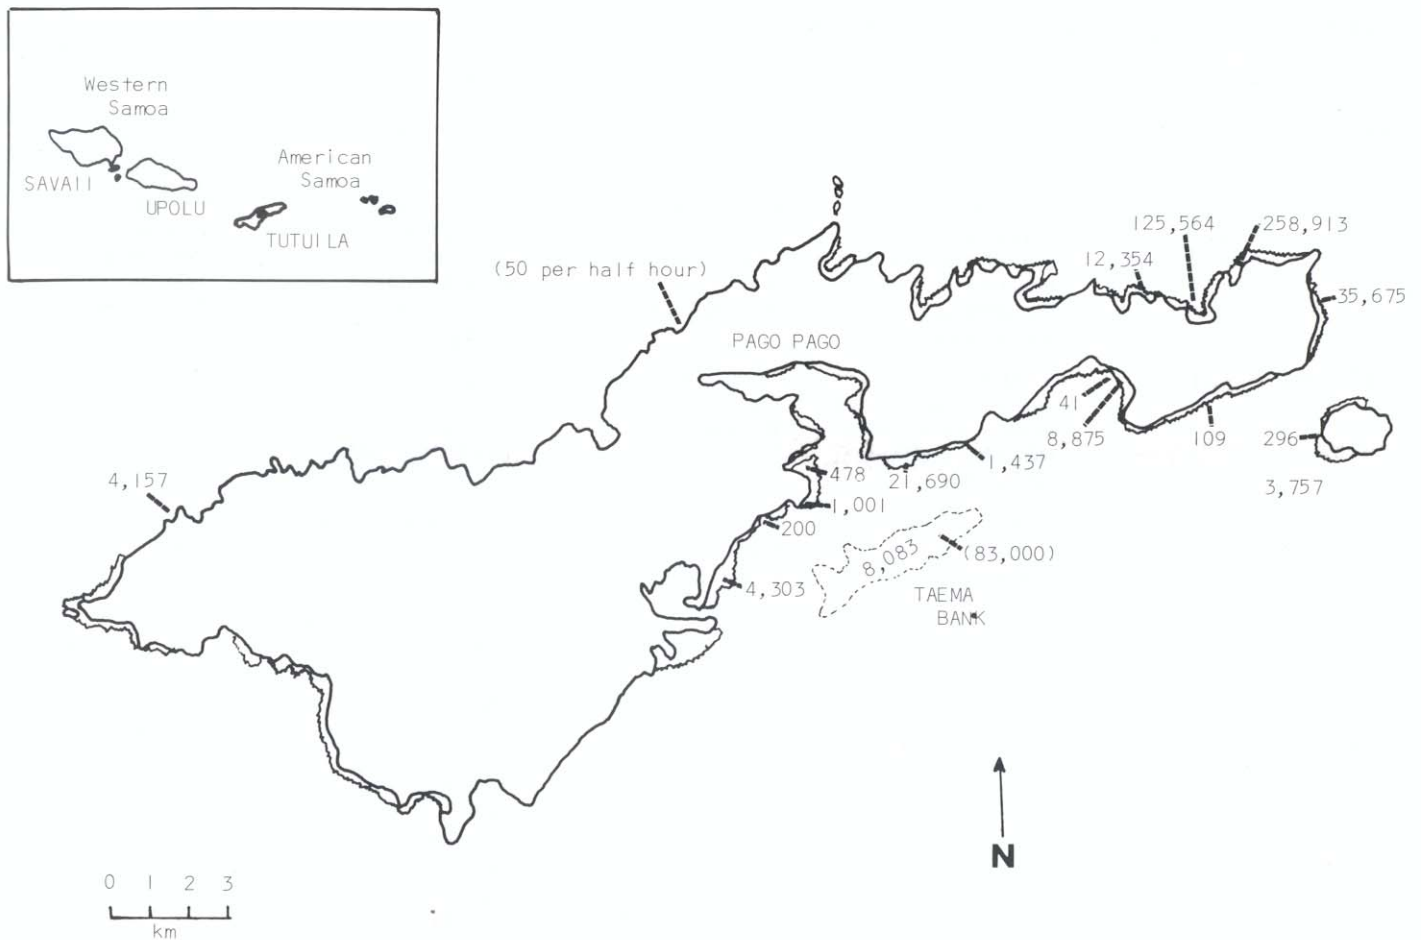 Western
Samoa
American
Samoa
SAVAII
UPOLU
TUTUILA
(50 per half hour)
125,564
258,913
12,354
35,675
PAGO PAGO
41
8,875
109
296
3,757
478
21,690
1,437
4,157
1,001
200
8,083
(83,000)
4,303
TAEMA
BANK
N
0 1 2 3
km